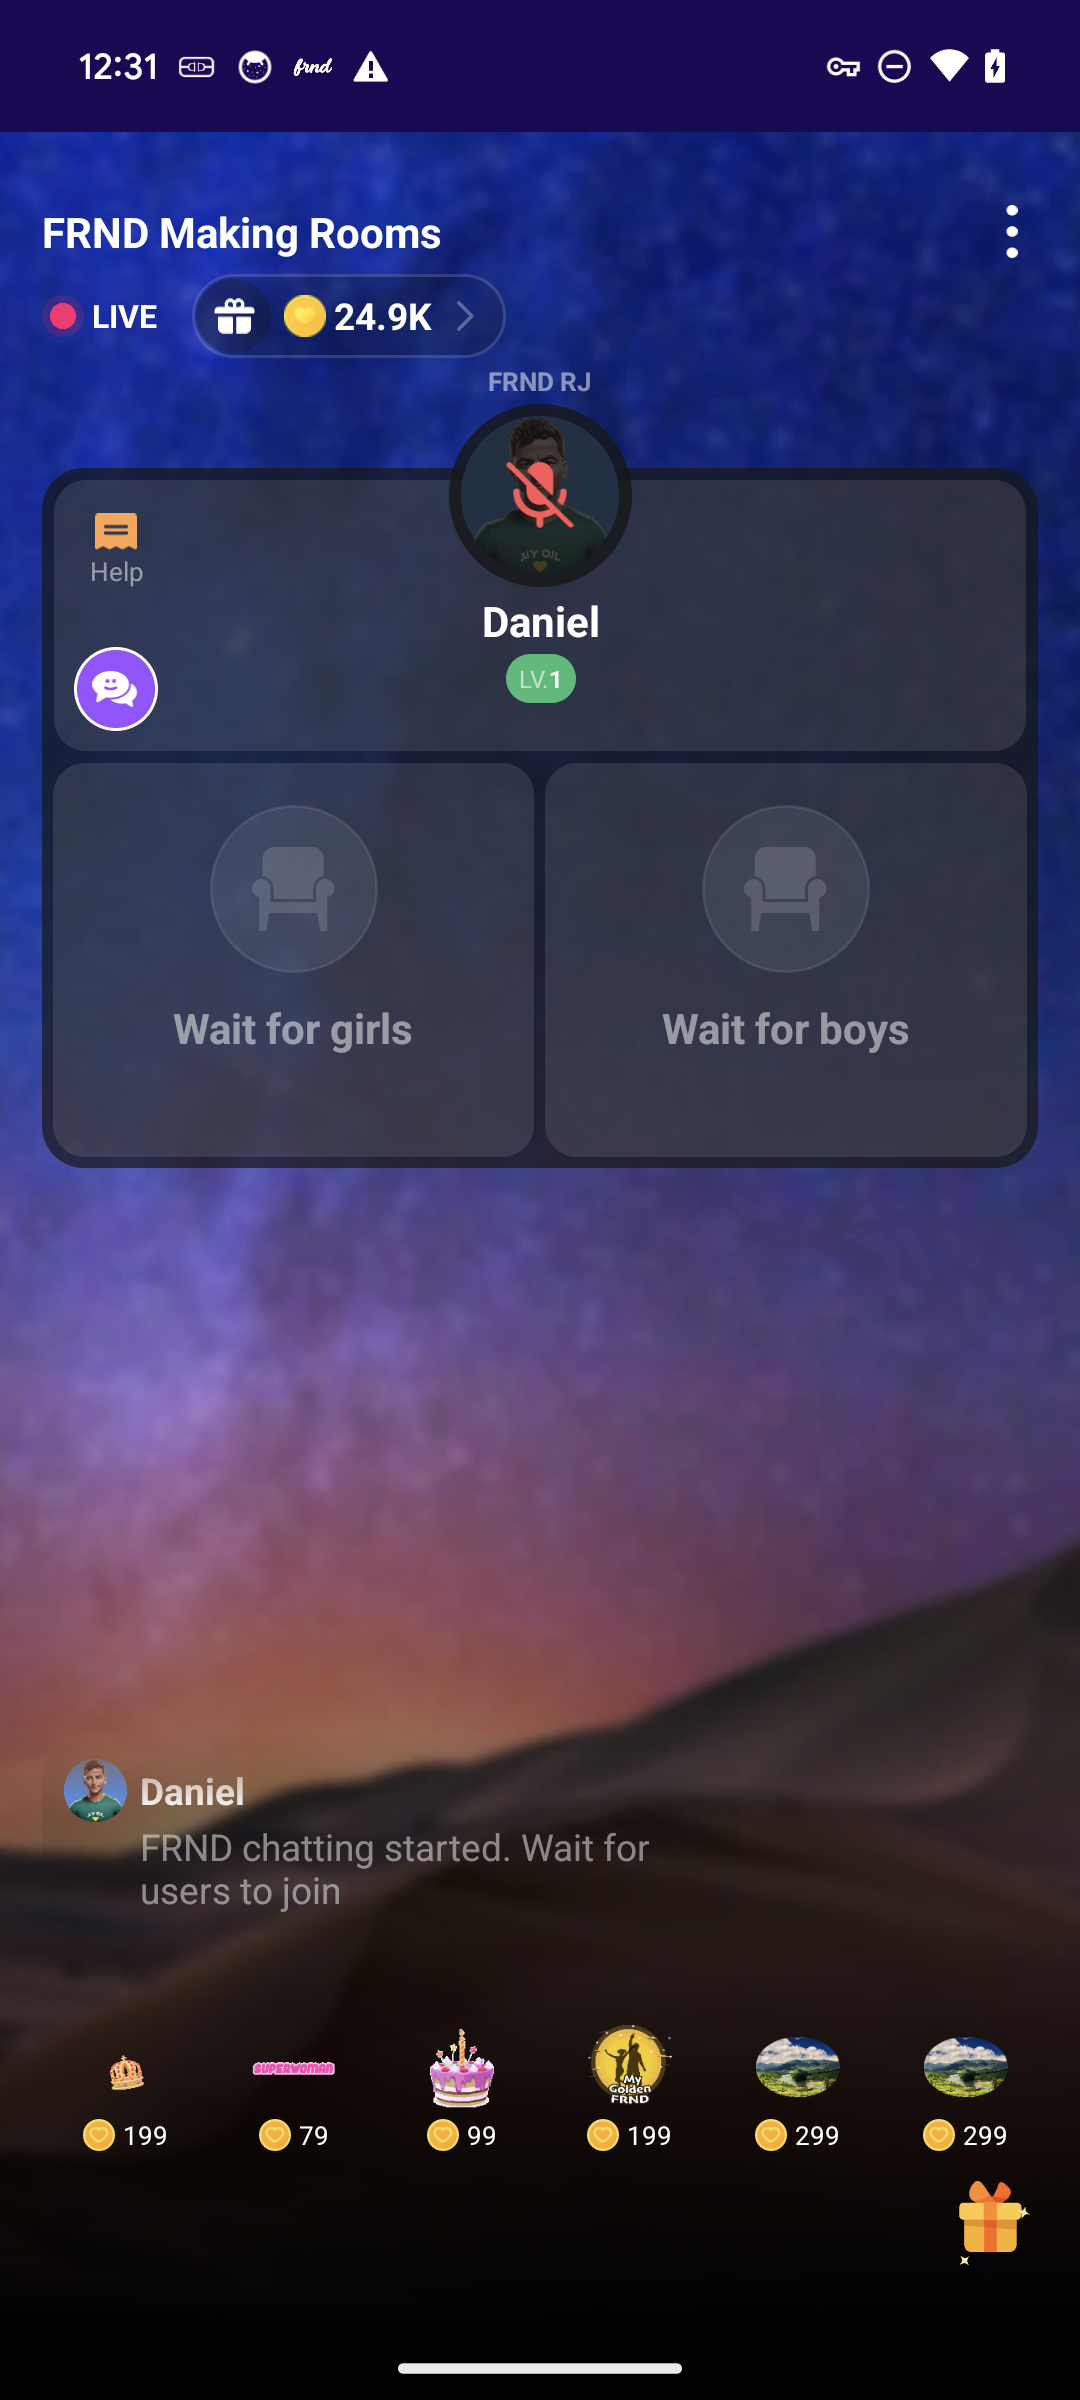 12:31
frnd
FRND Making Rooms
LIVE
24.9K
FRND RJ
Help
Daniel
LV.1
Wait for girls
Wait for boys
Daniel
FRND chatting started. Wait for
users to join
SUPERWOMAN
My
Golden
FRND
199
79
99
199
299
299